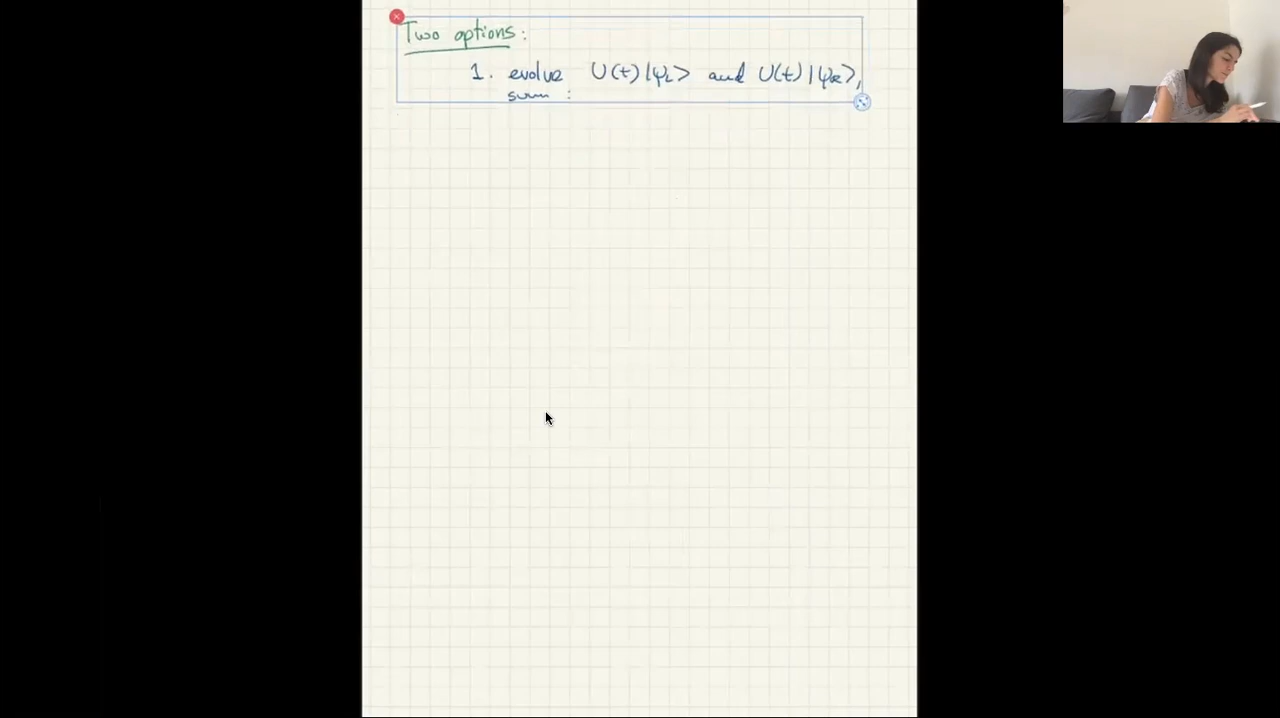 Two options:
1. evolve U(t)|ψL> and U(t)|ψR>,
sum :